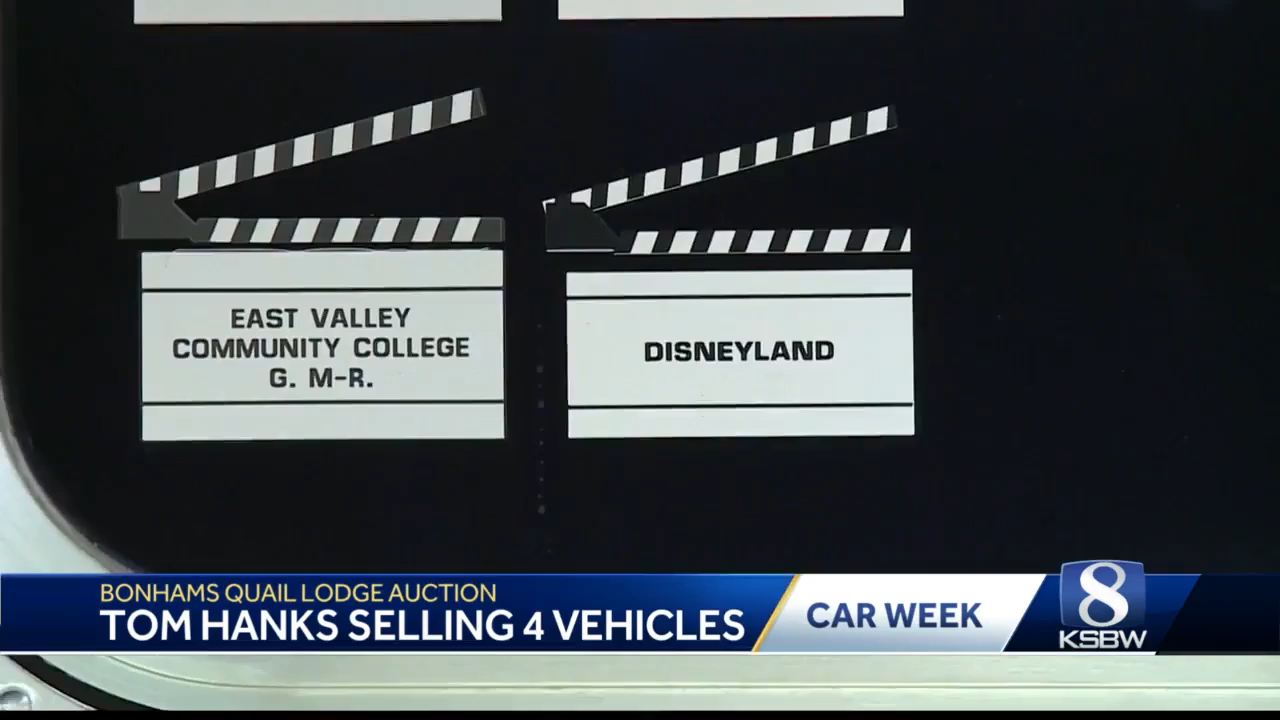 EAST VALLEY
COMMUNITY COLLEGE
G. M-R.
DISNEYLAND
BONHAMS QUAIL LODGE AUCTION
TOM HANKS SELLING 4 VEHICLES
CAR WEEK
8
KSBW